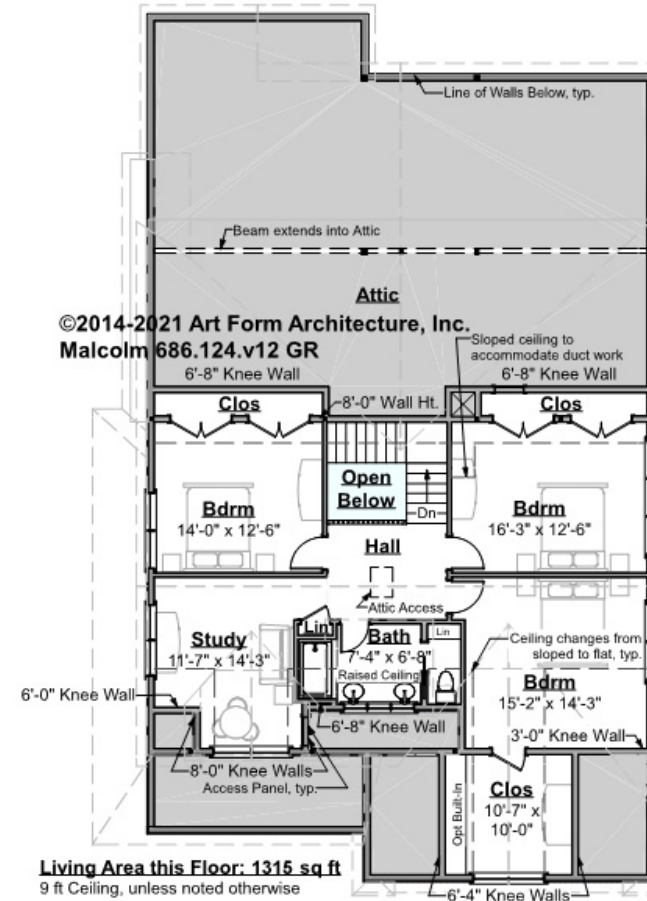 Line of Walls Below, typ.
Beam extends into Attic
Attic
©2014-2021 Art Form Architecture, Inc.
Malcolm 686.124.v12 GR
Sloped ceiling to
accommodate duct work
6'-8" Knee Wall
6'-8" Knee Wall
Clos
8'-0" Wall Ht.
Clos
Open
Below
Bdrm
14'-0" x 12'-6"
Dn
Bdrm
16'-3" x 12'-6"
Hall
Attic Access
Lin
Bath
7'-4" x 6'-8"
Raised Ceiling
Lin
Study
11'-7" x 14'-3"
Ceiling changes from
sloped to flat, typ.
Bdrm
15'-2" x 14'-3"
6'-0" Knee Wall
6'-8" Knee Wall
3'-0" Knee Wall
8'-0" Knee Walls
Access Panel, typ.
Opt Built-In
Clos
10'-7" x
10'-0"
Living Area this Floor: 1315 sq ft
9 ft Ceiling, unless noted otherwise
6'-4" Knee Walls